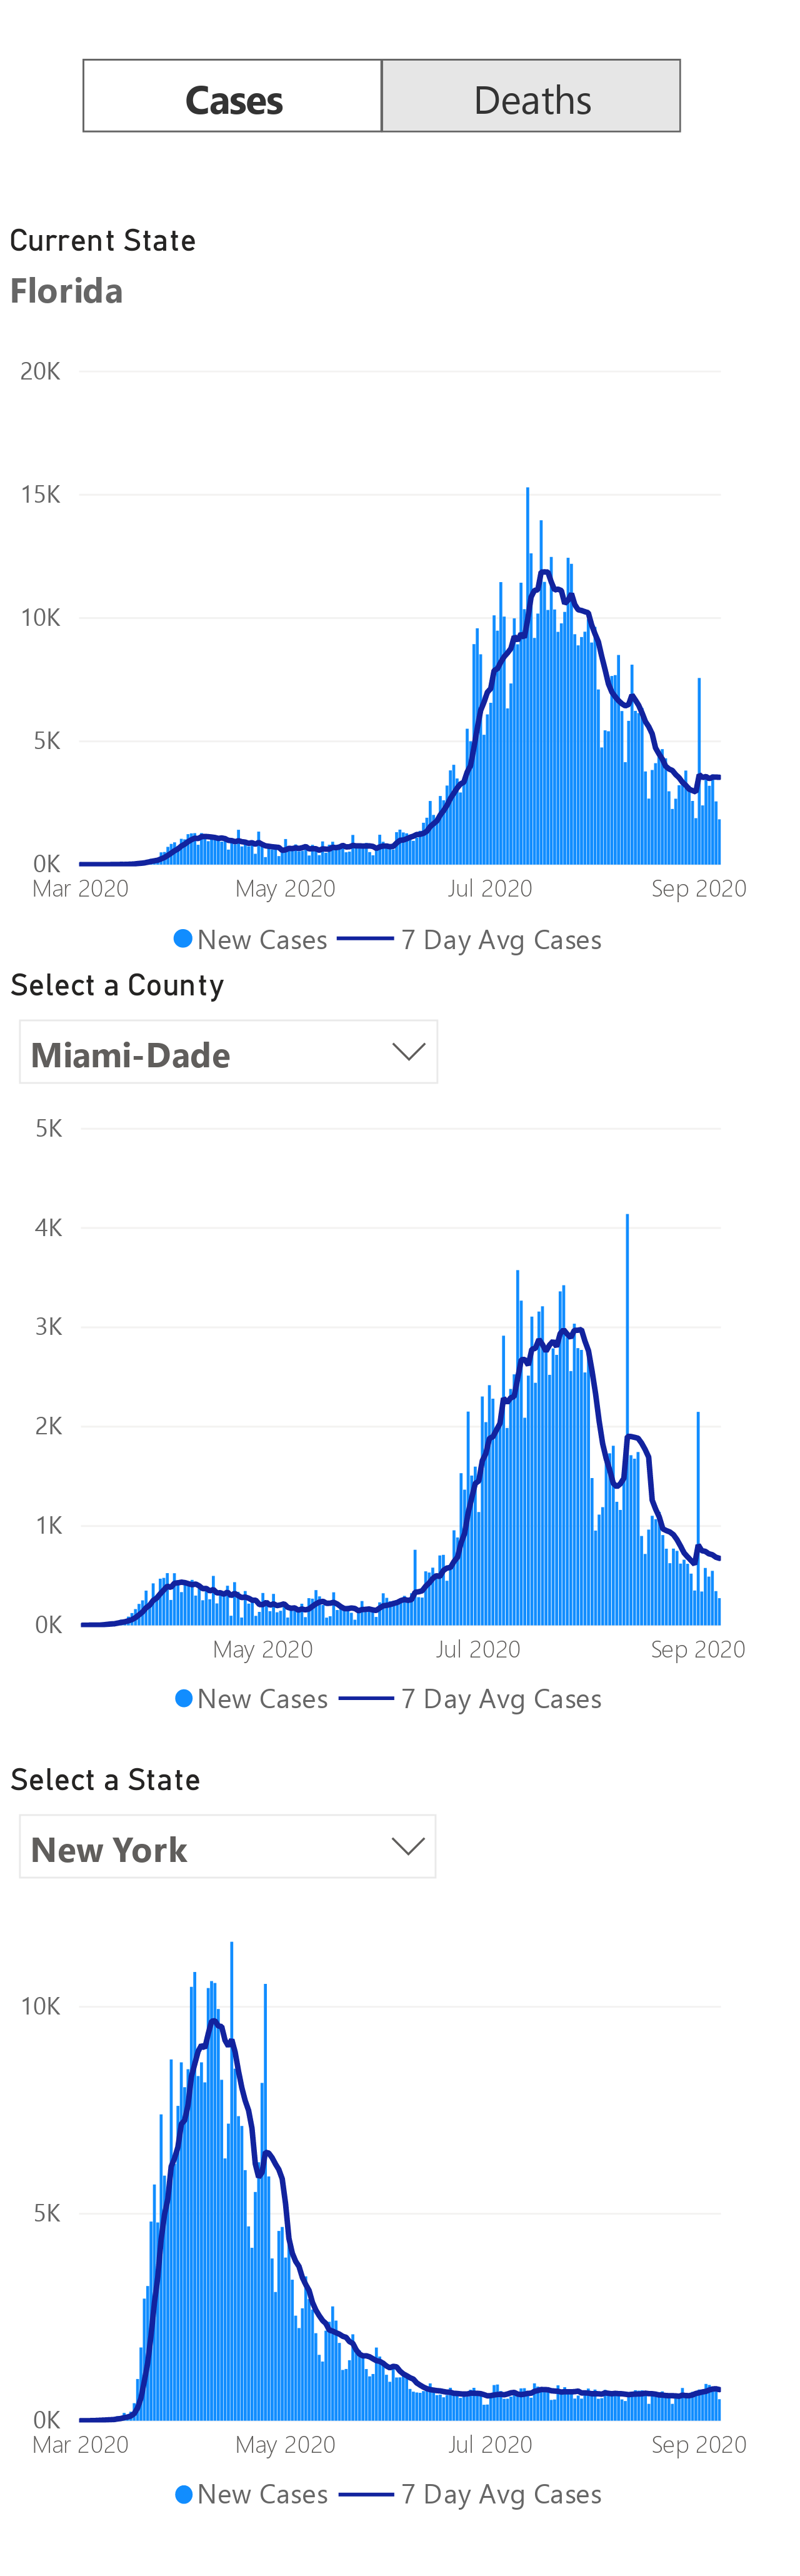 Cases Deaths
Current State
Florida
20K
15K
10K
5K
0K
Mar 2020 May 2020 Jul 2020 Sep 2020
New Cases 7 Day Avg Cases
Select a County
Miami-Dade
5K
4K
3K
2K
1K
0K
May 2020 Jul 2020 Sep 2020
New Cases 7 Day Avg Cases
Select a State
New York
10K
5K
0K
Mar 2020 May 2020 Jul 2020 Sep 2020
New Cases 7 Day Avg Cases